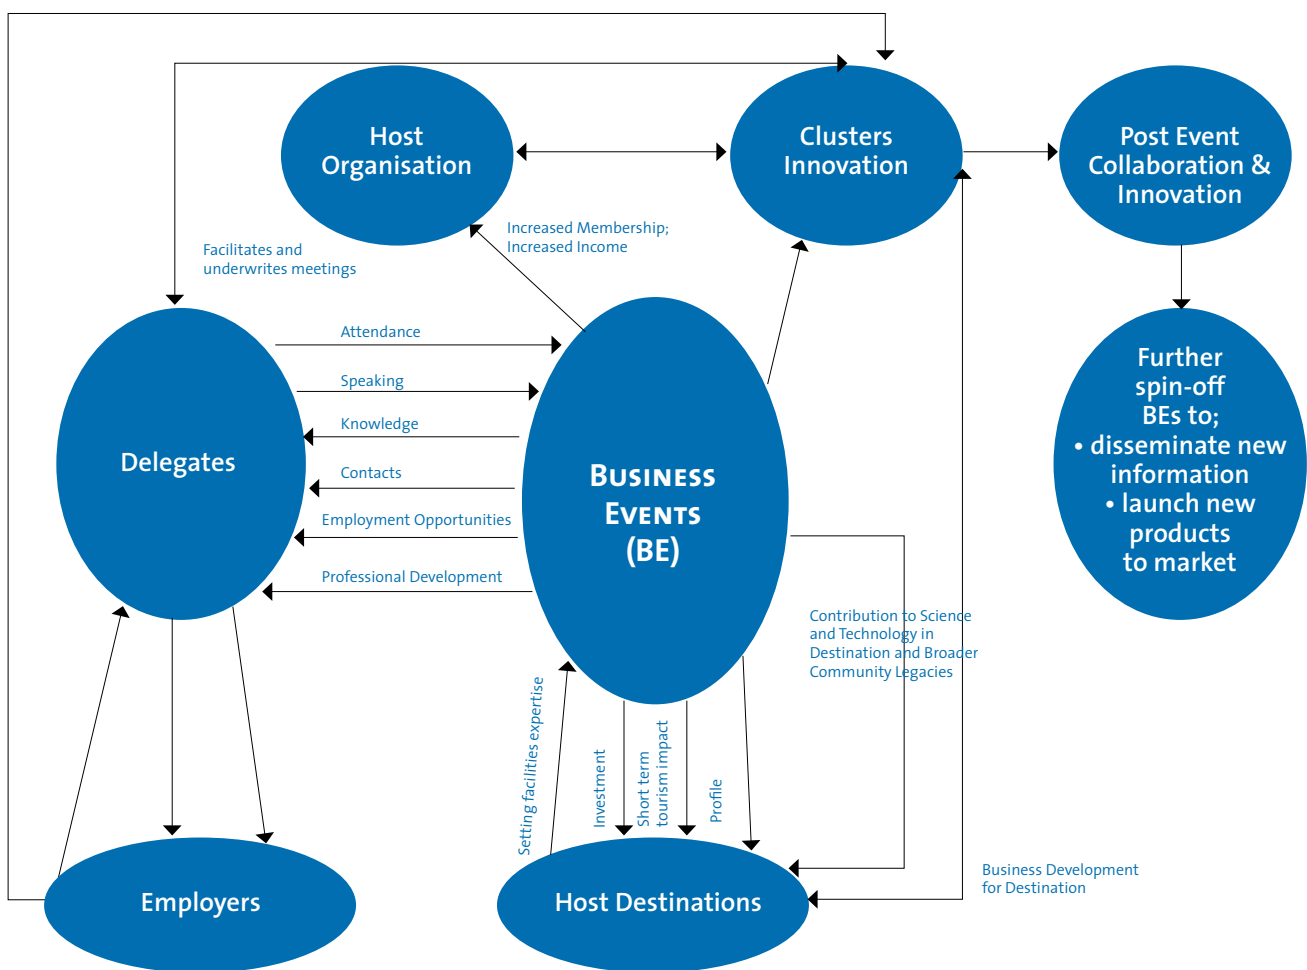 Host
Organisation
Clusters
Innovation
Post Event
Collaboration &
Innovation
Increased Membership;
Increased Income
Facilitates and
underwrites meetings
Attendance
Speaking
Knowledge
Contacts
Employment Opportunities
Professional Development
Delegates
BUSINESS
EVENTS
(BE)
Further
spin-off
BEs to;
• disseminate new
information
• launch new
products
to market
Contribution to Science
and Technology in
Destination and Broader
Community Legacies
Setting facilities expertise
Investment
Short term
tourism impact
Profile
Employers
Host Destinations
Business Development
for Destination